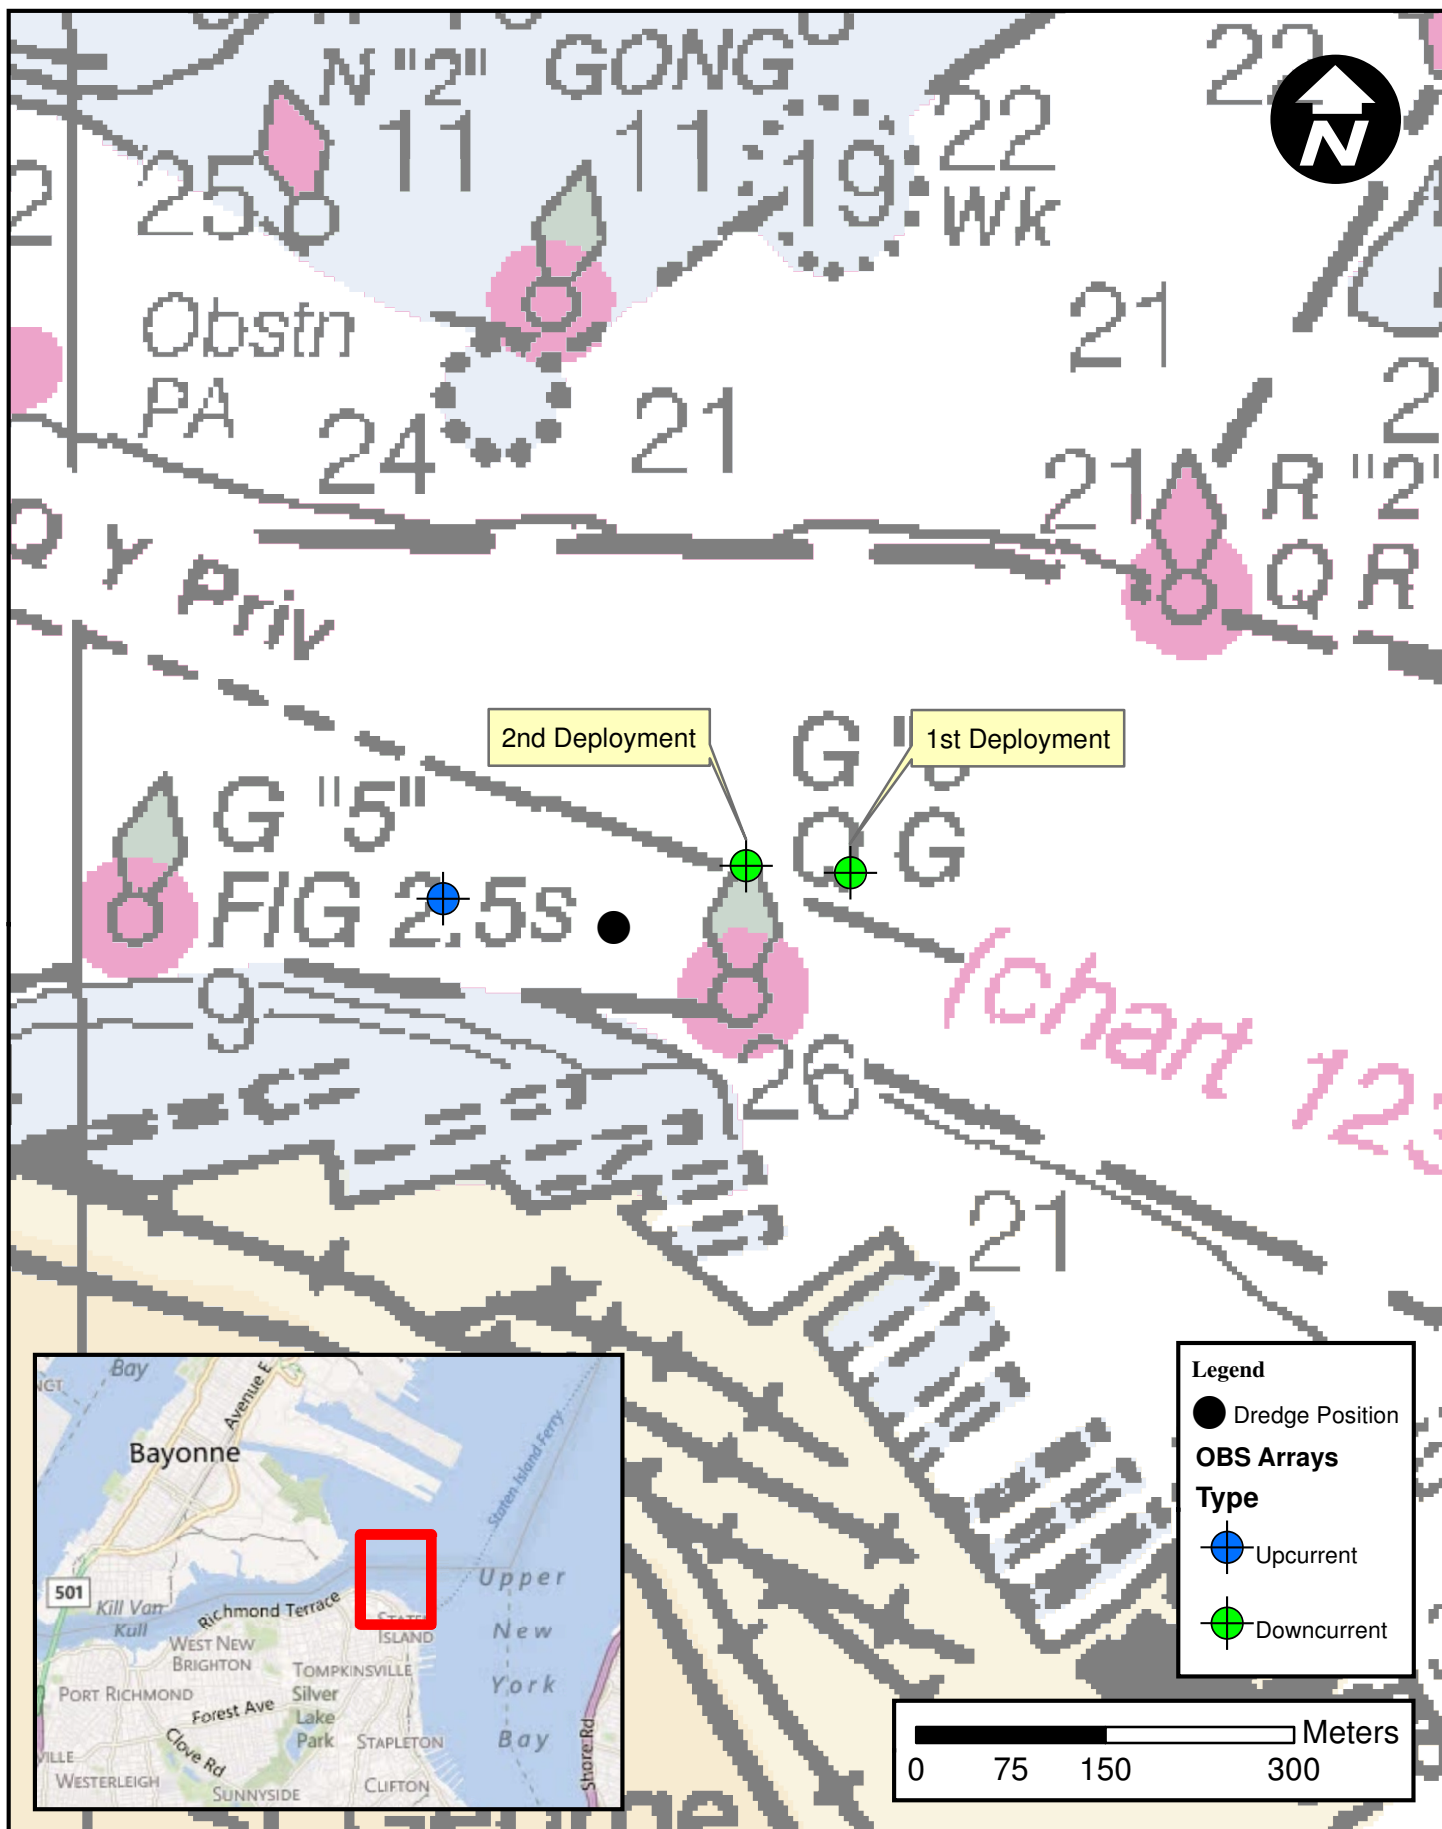 N "2" GONG
22
22
11
11
19
25
Wk
N
21
Obstn
PA
24
21
21
R "2"
Q R
Q Y Priv
2nd Deployment
1st Deployment
G "5"
Q G
Fl G 2.5s
9
(chart 123
26
21
Legend
Dredge Position
OBS Arrays
Type
Upcurrent
Downcurrent
Meters
0 75 150 300
Bay
Avenue E
Bayonne
Staten Island Ferry
501
Kill Van
Kull
Richmond Terrace
Upper
New
York
Bay
STATEN
ISLAND
WEST NEW
BRIGHTON
TOMPKINSVILLE
PORT RICHMOND
Silver
Lake
Park
Forest Ave
Clove Rd
STAPLETON
Shore Rd
VILLE
WESTERLEIGH
SUNNYSIDE
CLIFTON